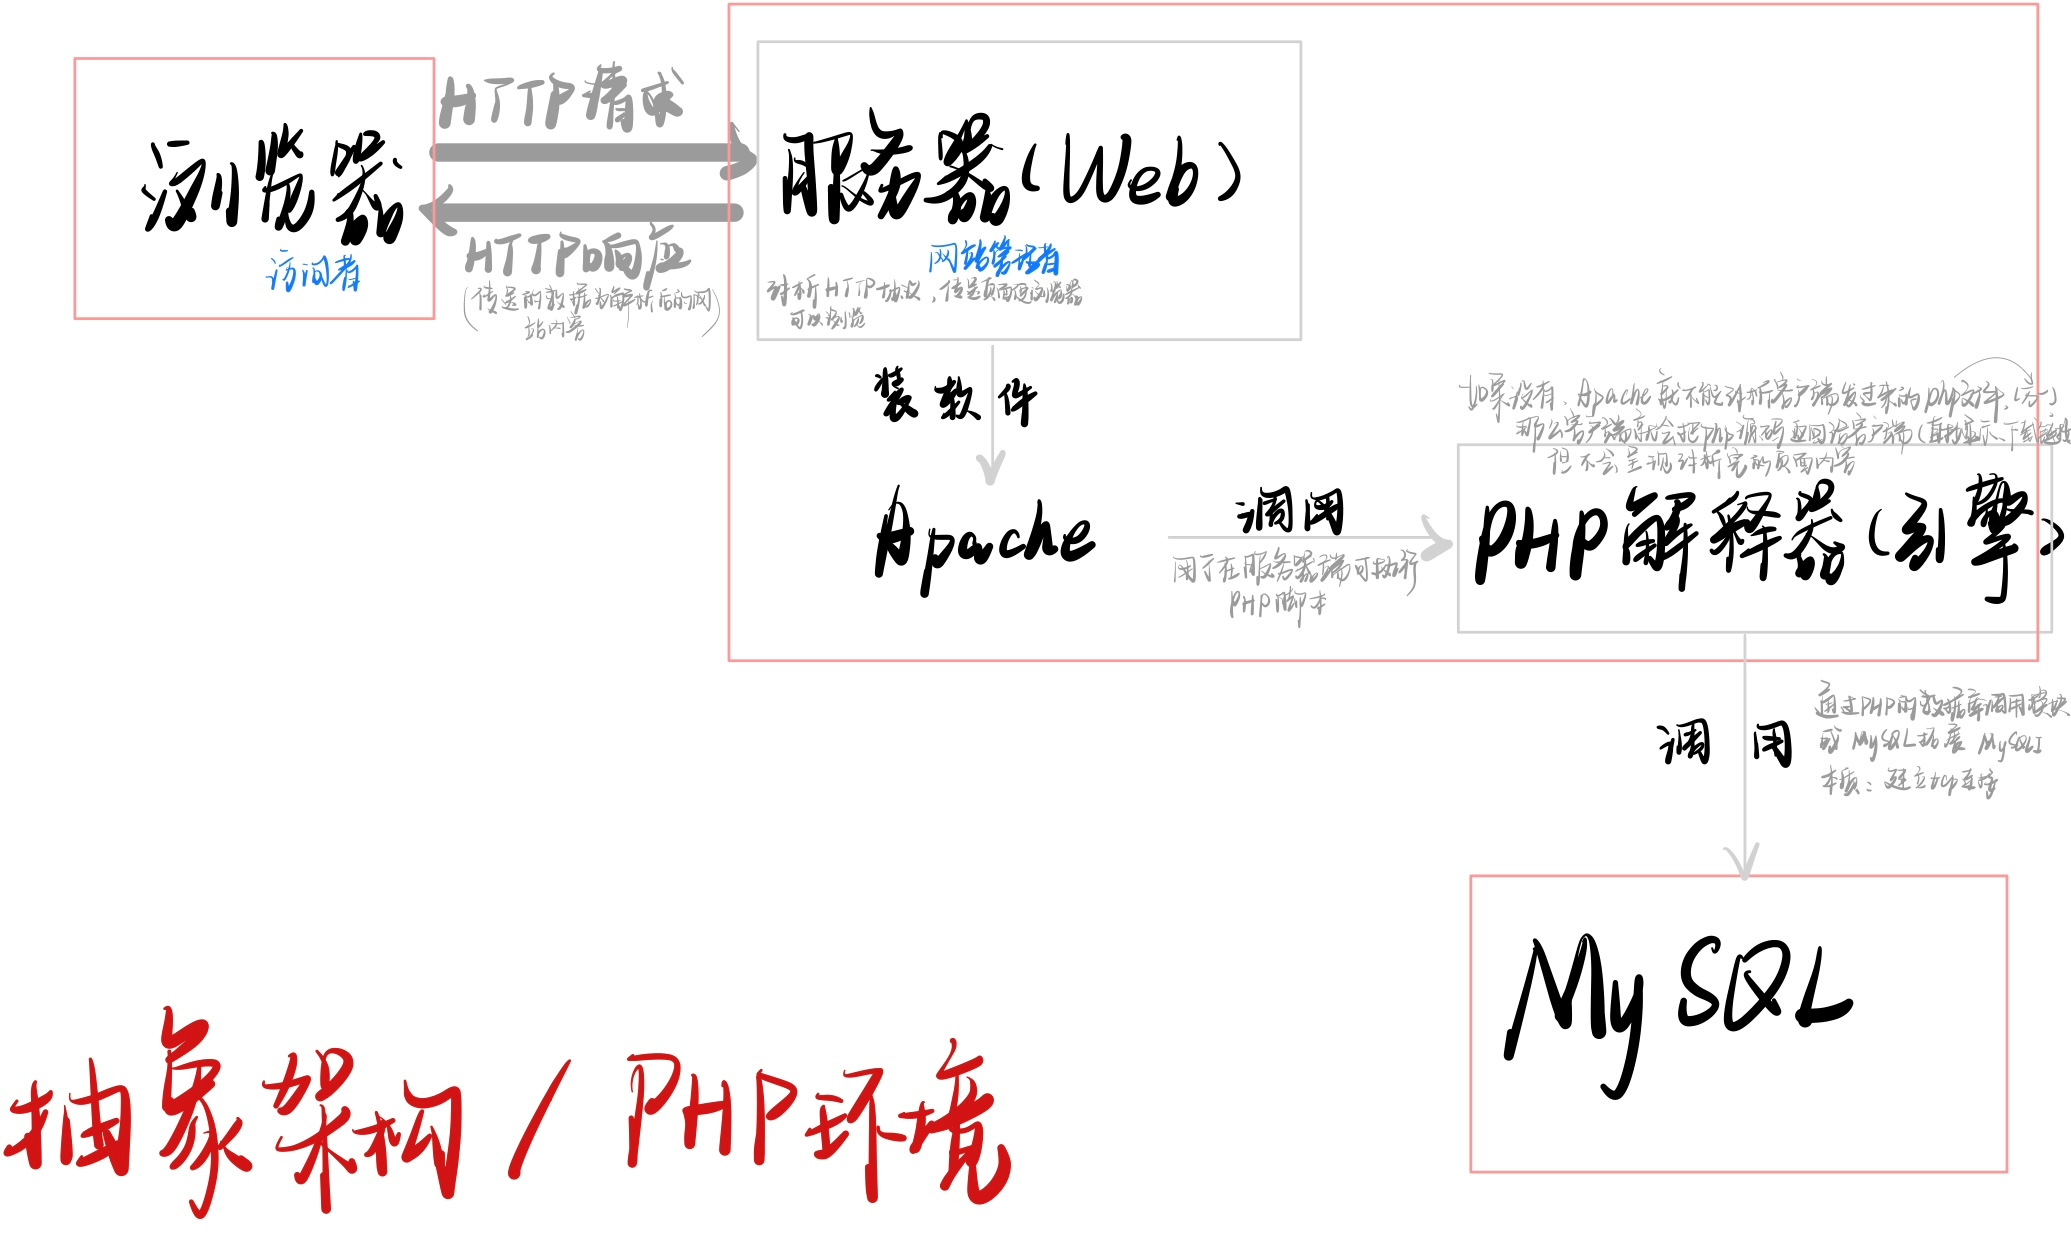 HTTP请求
浏览器
访问者
HTTP响应
(传送的数据为解析后的网
站内容)
服务器(Web)
网站管理者
解析HTTP协议,传送页面使浏览器
可以浏览
装软件
Apache
调用
用于在服务器端可执行
PHP脚本
如果没有,Apache就不能解析客户端发过来的php文件,(方一)
那么客户端就会把php源码返回给客户端(直接显示、下载
但不会呈现解析完的页面内容
PHP解释器(引擎)
调用
通过PHP的数据库调用模块
或MySQL拓展 MySQLI
本质:建立tcp连接
MySQL
抽象架构/PHP环境